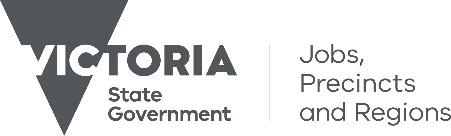 VICTORIA
State
Government
Jobs,
Precincts
and Regions